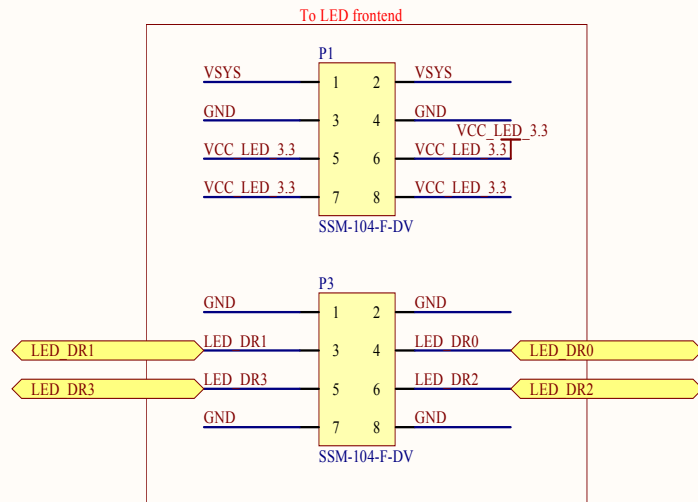 To LED frontend
P1
VSYS 1 2 VSYS
GND 3 4 GND
VCC_LED_3.3
VCC_LED_3.3 5 6 VCC_LED_3.3
VCC_LED_3.3 7 8 VCC_LED_3.3
SSM-104-F-DV
P3
GND 1 2 GND
LED_DR1 LED_DR1 3 4 LED_DR0 LED_DR0
LED_DR3 LED_DR3 5 6 LED_DR2 LED_DR2
GND 7 8 GND
SSM-104-F-DV